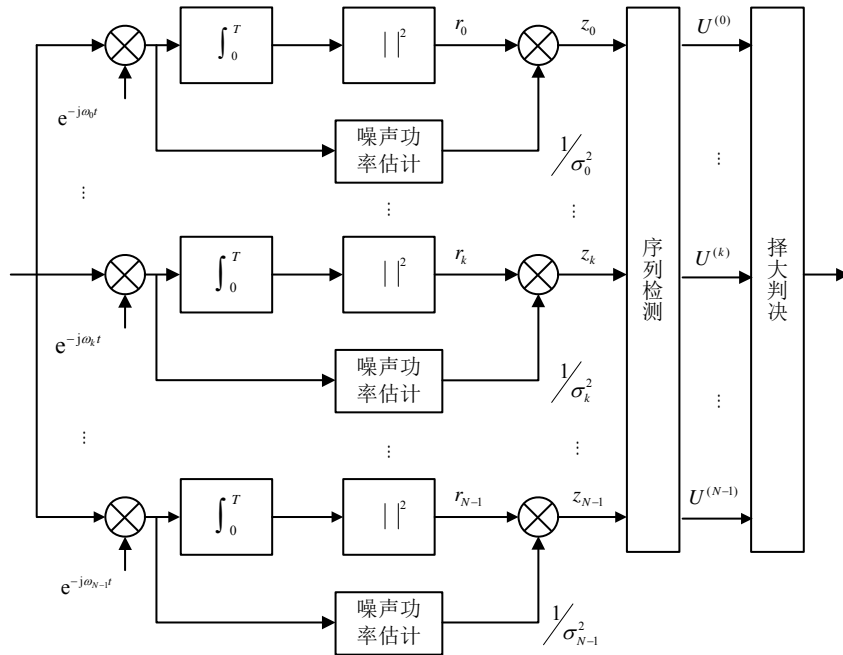 ∫₀ᵀ
| |²
r₀
z₀
U⁽⁰⁾
e^{-jω₀t}
噪声功
率估计
1/σ₀²
⋮
⋮
⋮
⋮
∫₀ᵀ
| |²
r_k
z_k
序列检测
U^{(k)}
择大判决
e^{-jω_k t}
噪声功
率估计
1/σ_k²
⋮
⋮
⋮
⋮
∫₀ᵀ
| |²
r_{N-1}
z_{N-1}
U^{(N-1)}
e^{-jω_{N-1}t}
噪声功
率估计
1/σ_{N-1}²